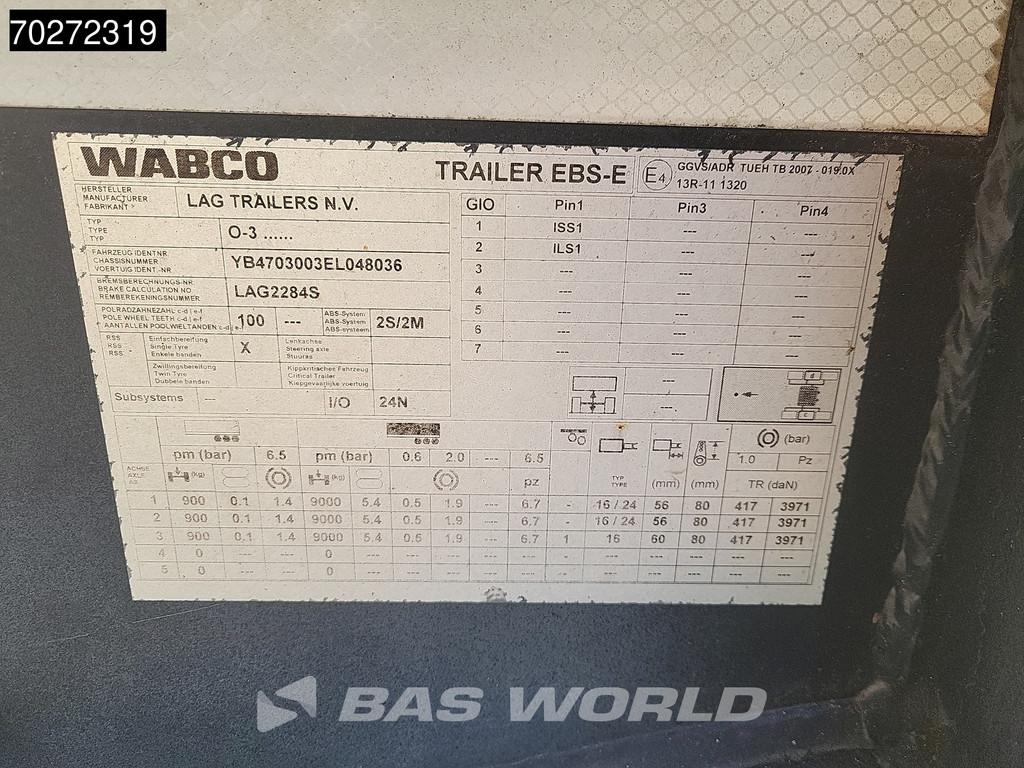 70272319
WABCO
TRAILER EBS-E
E4
GGVS/ADR TUEH TB 2007 - 019.0X
13R-11 1320
HERSTELLER
MANUFACTURER
FABRIKANT
LAG TRAILERS N.V.
TYP
TYPE
TYP
O-3 ......
FAHRZEUG IDENTNR.
CHASSISNUMMER
VOERTUIG IDENT.-NR
YB4703003EL048036
BREMSBERECHNUNGS-NR.
BRAKE CALCULATION NO.
REMBEREKENINGSNUMMER
LAG2284S
POLRADZAHNEZAHL c-d | e-f
POLE WHEEL TEETH c-d | e-f
AANTALLEN POOLWIELTANDEN c-d | e-f
100 ---
ABS-System
ABS-System
ABS-systeem
2S/2M
RSS
RSS
RSS
Einfachbereifung
Single Tyre
Enkele banden
X
Lenkachse
Steering axle
Stuuras
Zwillingsbereifung
Twin Tyre
Dubbele banden
Kippkritisches Fahrzeug
Critical Trailer
Kiepgevaarlijke voertuig
Subsystems --- I/O 24N
GIO Pin1 Pin3 Pin4
1 ISS1 --- ---
2 ILS1 --- ---
3 --- --- ---
4 --- --- ---
5 --- --- ---
6 --- --- ---
7 --- --- ---
---
---
d
c
pm (bar) 6.5 pm (bar) 0.6 2.0 --- 6.5
(bar)
1.0 Pz
ACHSE
AXLE
AS
(kg) (kg) pz
TYP
TYPE
(mm) (mm) TR (daN)
1 900 0.1 1.4 9000 5.4 0.5 1.9 --- 6.7 - 16 / 24 56 80 417 3971
2 900 0.1 1.4 9000 5.4 0.5 1.9 --- 6.7 - 16 / 24 56 80 417 3971
3 900 0.1 1.4 9000 5.4 0.5 1.9 --- 6.7 1 16 60 80 417 3971
4 0 --- --- 0 --- --- --- --- --- - --- --- --- --- ---
5 0 --- --- 0 --- --- --- --- --- - --- --- --- --- ---
BAS WORLD